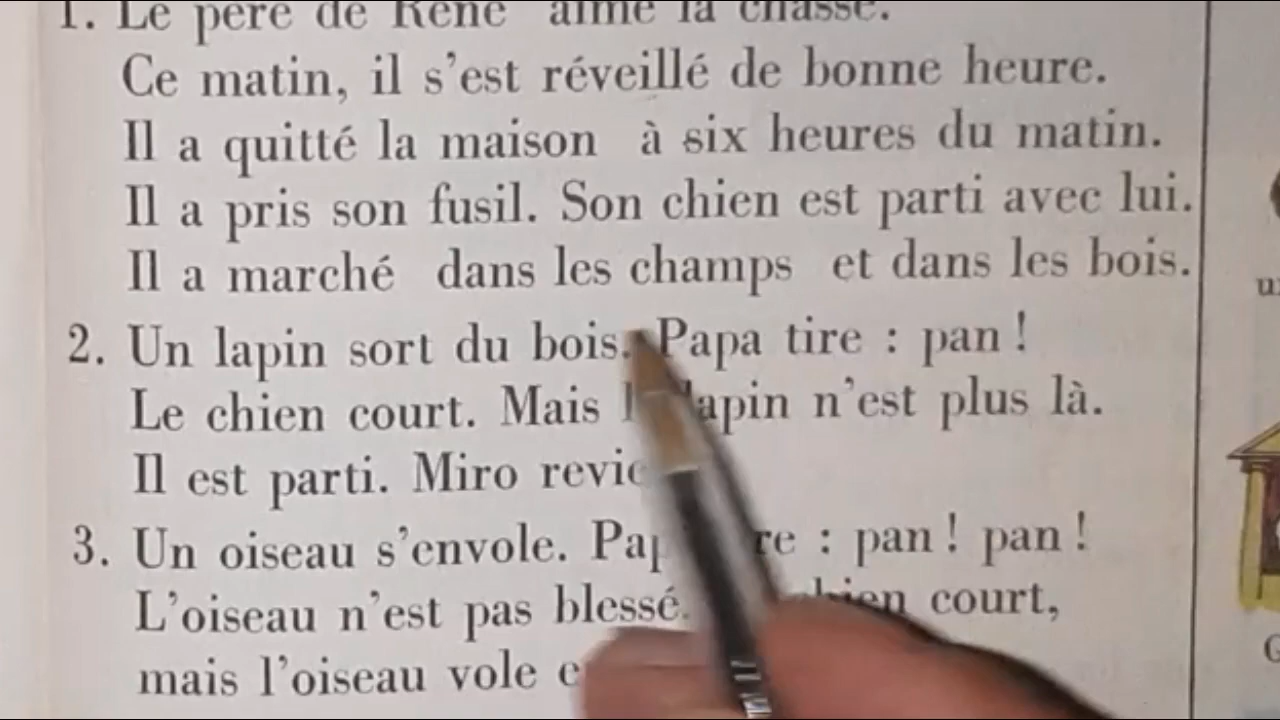 1. Le père de René aime la chasse.
Ce matin, il s'est réveillé de bonne heure.
Il a quitté la maison à six heures du matin.
Il a pris son fusil. Son chien est parti avec lui.
Il a marché dans les champs et dans les bois.
2. Un lapin sort du bois. Papa tire : pan !
Le chien court. Mais lapin n'est plus là.
Il est parti. Miro
3. Un oiseau s'envole. : pan ! pan !
L'oiseau n'est pas blessé. chien court,
mais l'oiseau vole